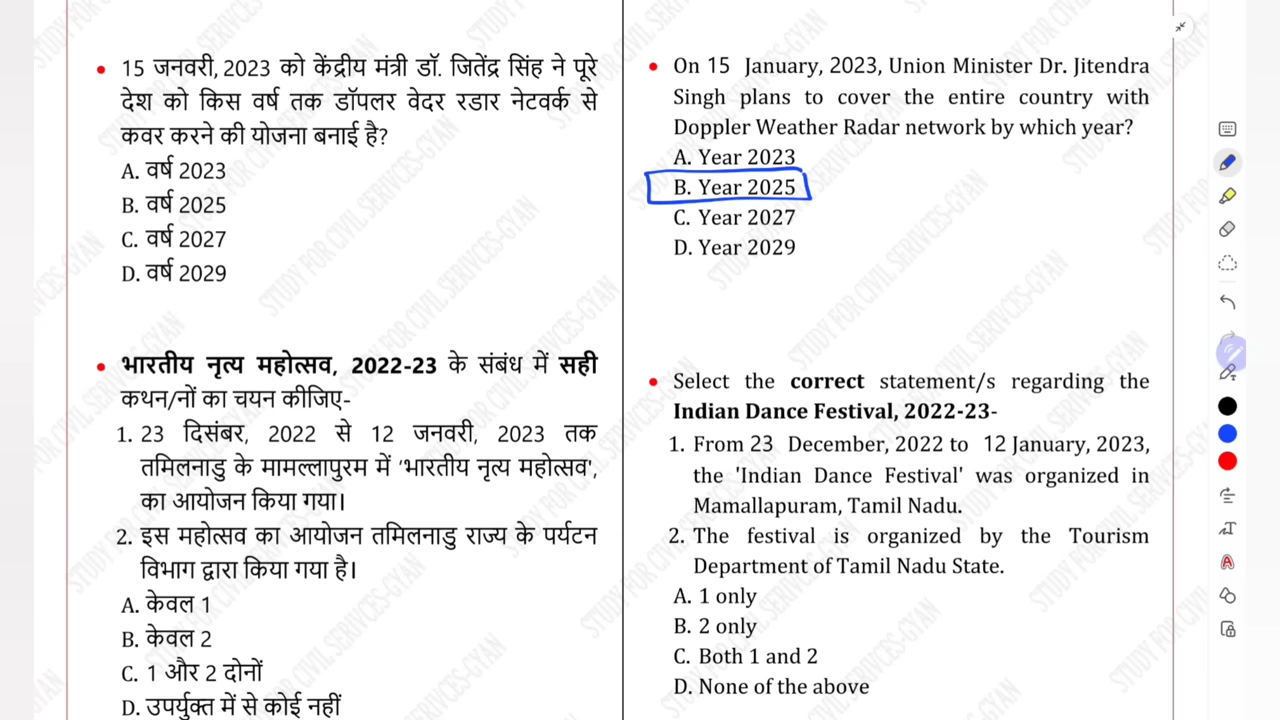 15 जनवरी, 2023 को केंद्रीय मंत्री डॉ. जितेंद्र सिंह ने पूरे
देश को किस वर्ष तक डॉपलर वेदर रडार नेटवर्क से
कवर करने की योजना बनाई है?
A. वर्ष 2023
B. वर्ष 2025
C. वर्ष 2027
D. वर्ष 2029
भारतीय नृत्य महोत्सव, 2022-23 के संबंध में सही
कथन/नों का चयन कीजिए-
1. 23 दिसंबर, 2022 से 12 जनवरी, 2023 तक
तमिलनाडु के मामल्लापुरम में 'भारतीय नृत्य महोत्सव',
का आयोजन किया गया।
2. इस महोत्सव का आयोजन तमिलनाडु राज्य के पर्यटन
विभाग द्वारा किया गया है।
A. केवल 1
B. केवल 2
C. 1 और 2 दोनों
D. उपर्युक्त में से कोई नहीं
On 15 January, 2023, Union Minister Dr. Jitendra
Singh plans to cover the entire country with
Doppler Weather Radar network by which year?
A. Year 2023
B. Year 2025
C. Year 2027
D. Year 2029
Select the correct statement/s regarding the
Indian Dance Festival, 2022-23-
1. From 23 December, 2022 to 12 January, 2023,
the 'Indian Dance Festival' was organized in
Mamallapuram, Tamil Nadu.
2. The festival is organized by the Tourism
Department of Tamil Nadu State.
A. 1 only
B. 2 only
C. Both 1 and 2
D. None of the above
STUDY FOR CIVIL SERIVCES-GYAN